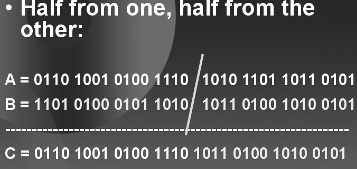 • Half from one, half from the
other:
A = 0110 1001 0100 1110 / 1010 1101 1011 0101
B = 1101 0100 0101 1010 / 1011 0100 1010 0101
C = 0110 1001 0100 1110 1011 0100 1010 0101